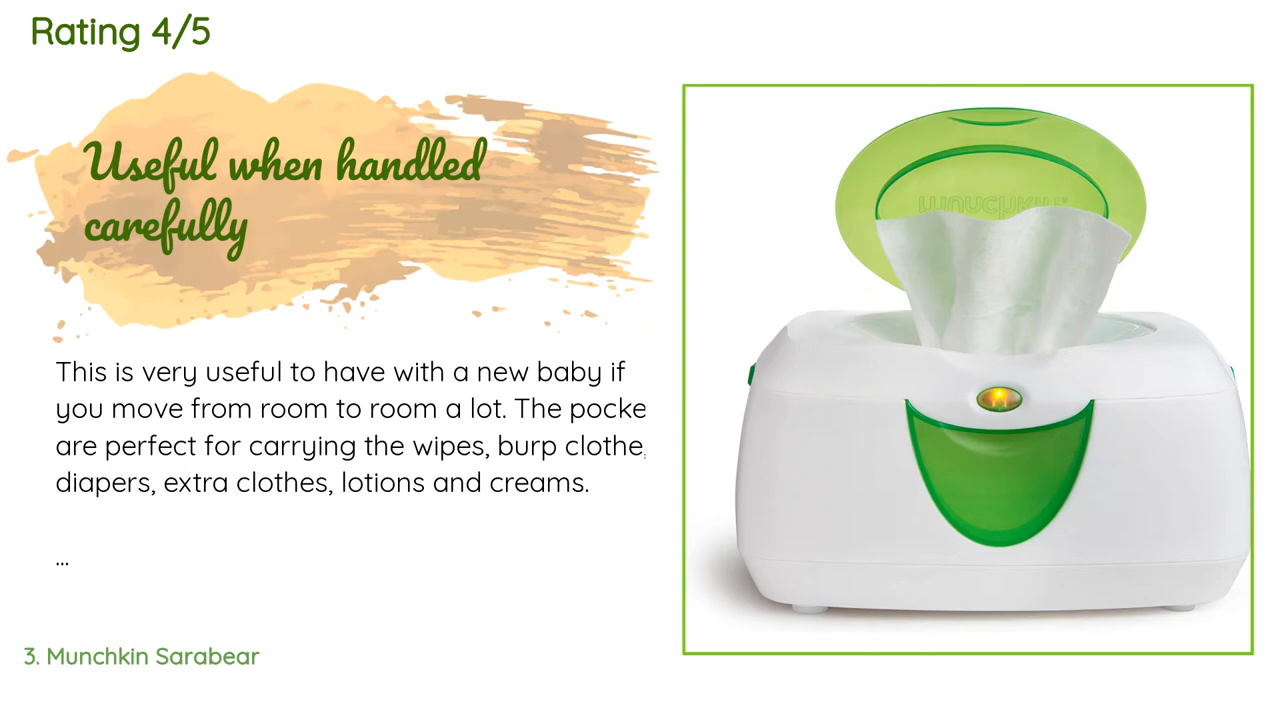 Rating 4/5
Useful when handled
carefully
This is very useful to have with a new baby if
you move from room to room a lot. The pocke
are perfect for carrying the wipes, burp clothe
diapers, extra clothes, lotions and creams.
...
3. Munchkin Sarabear
munchkin